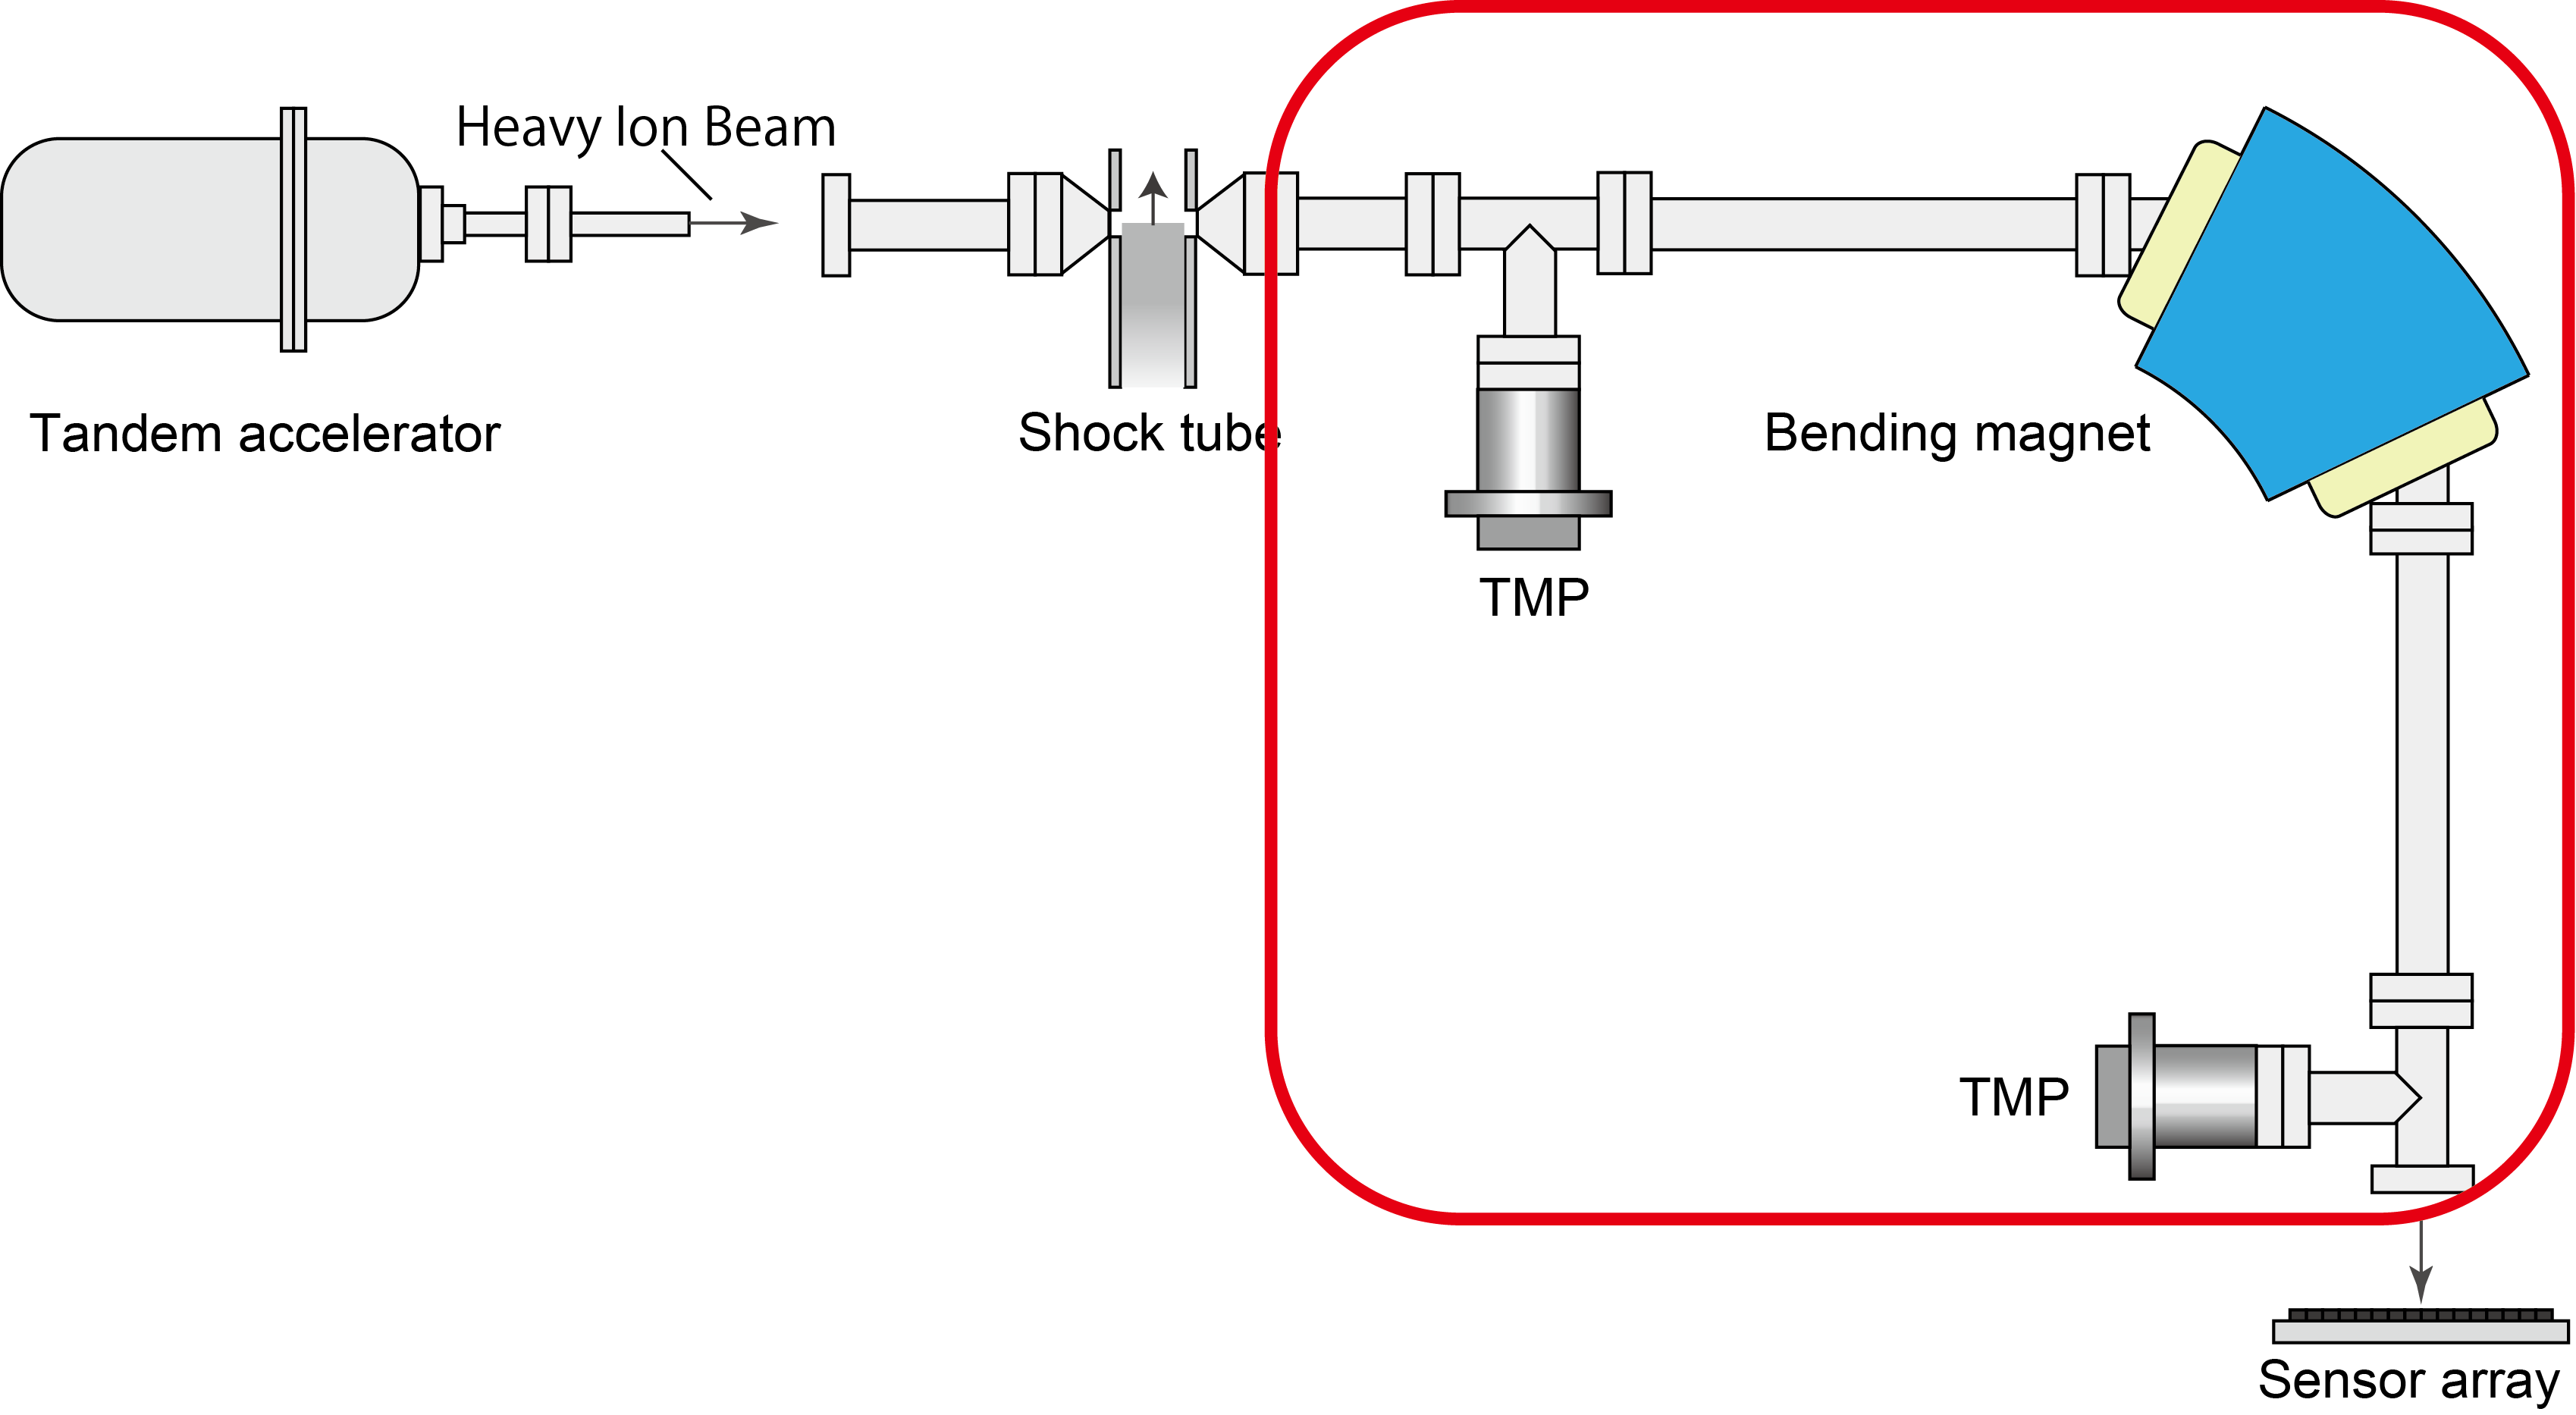 Heavy Ion Beam
Tandem accelerator
Shock tube
Bending magnet
TMP
TMP
Sensor array